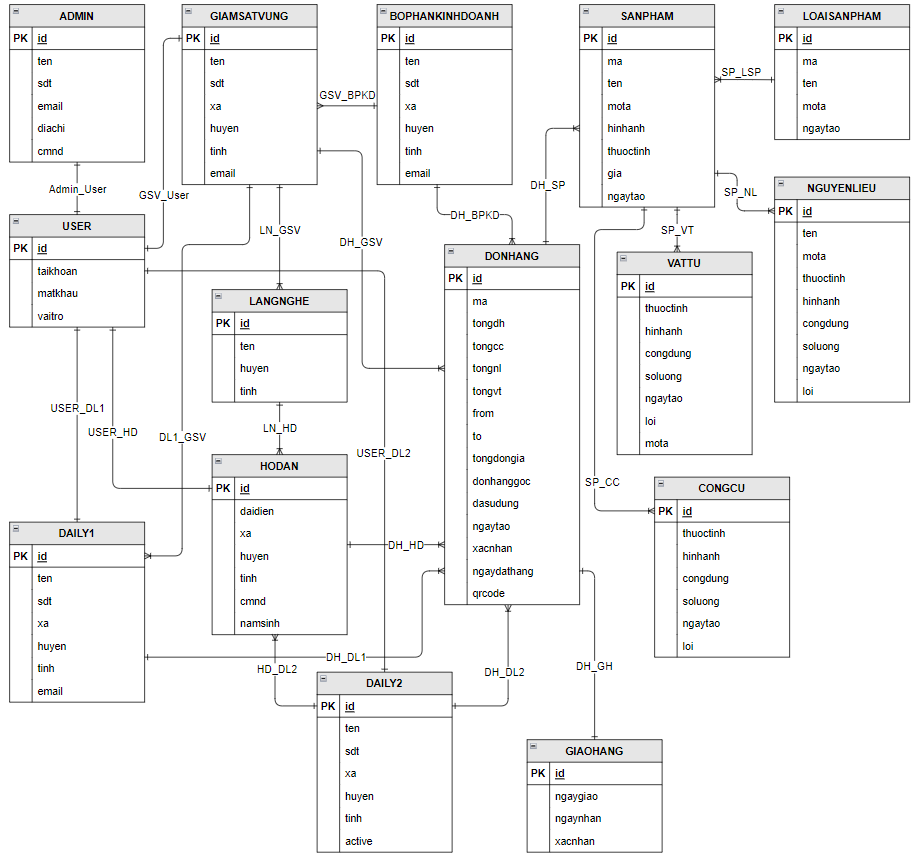 ADMIN
PK id
ten
sdt
email
diachi
cmnd
GIAMSATVUNG
PK id
ten
sdt
xa
huyen
tinh
email
BOPHANKINHDOANH
PK id
ten
sdt
xa
huyen
tinh
email
SANPHAM
PK id
ma
ten
mota
hinhanh
thuoctinh
gia
ngaytao
LOAISANPHAM
PK id
ma
ten
mota
ngaytao
SP_LSP
GSV_BPKD
Admin_User
GSV_User
DH_SP
SP_NL
USER
PK id
taikhoan
matkhau
vaitro
LN_GSV
DH_GSV
DH_BPKD
SP_VT
NGUYENLIEU
PK id
ten
mota
thuoctinh
hinhanh
congdung
soluong
ngaytao
loi
LANGNGHE
PK id
ten
huyen
tinh
DONHANG
PK id
ma
tongdh
tongcc
tongnl
tongvt
from
to
tongdongia
donhanggoc
dasudung
ngaytao
xacnhan
ngaydathang
qrcode
VATTU
PK id
thuoctinh
hinhanh
congdung
soluong
ngaytao
loi
mota
USER_DL1
USER_HD
DL1_GSV
LN_HD
USER_DL2
SP_CC
HODAN
PK id
daidien
xa
huyen
tinh
cmnd
namsinh
CONGCU
PK id
thuoctinh
hinhanh
congdung
soluong
ngaytao
loi
DAILY1
PK id
ten
sdt
xa
huyen
tinh
email
DH_HD
DH_DL1
HD_DL2
DH_DL2
DH_GH
DAILY2
PK id
ten
sdt
xa
huyen
tinh
active
GIAOHANG
PK id
ngaygiao
ngaynhan
xacnhan